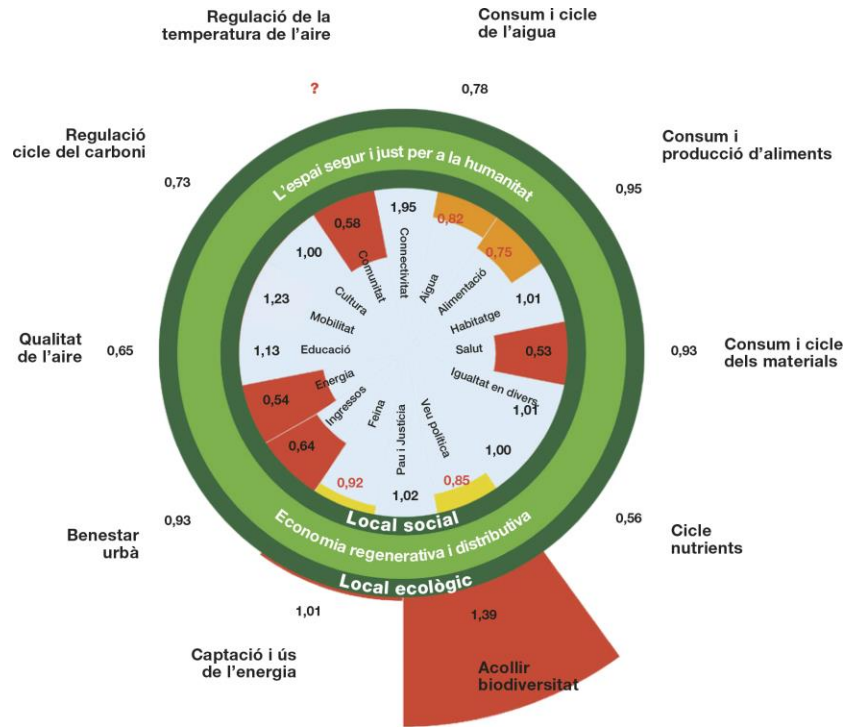 Regulació de la
temperatura de l'aire
?
Consum i cicle
de l'aigua
0,78
Regulació
cicle del carboni
0,73
Consum i
producció d'aliments
0,95
L'espai segur i just per a la humanitat
0,58
1,95
0,82
0,75
1,00
1,01
1,23
1,13
0,53
0,54
1,01
0,64
1,00
0,92
1,02
0,85
Comunitat
Connectivitat
Aigua
Alimentació
Cultura
Habitatge
Mobilitat
Educació
Salut
Energia
Igualtat en divers
Ingressos
Feina
Pau i Justícia
Veu política
Qualitat
de l'aire
0,65
0,93
Consum i cicle
dels materials
Local social
Economia regenerativa i distributiva
Local ecològic
Benestar
urbà
0,93
0,56
Cicle
nutrients
1,01
Captació i ús
de l'energia
1,39
Acollir
biodiversitat